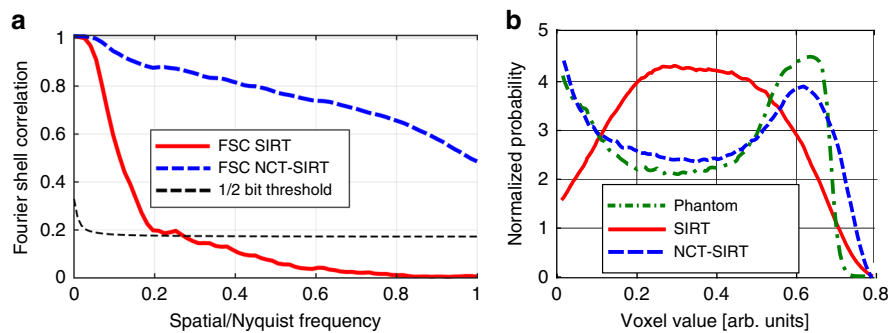 a
Fourier shell correlation
1
0.8
0.6
0.4
0.2
0
0
0.2
0.4
0.6
0.8
1
Spatial/Nyquist frequency
FSC SIRT
FSC NCT-SIRT
1/2 bit threshold
b
Normalized probability
5
4
3
2
1
0
0
0.2
0.4
0.6
0.8
Voxel value [arb. units]
Phantom
SIRT
NCT-SIRT